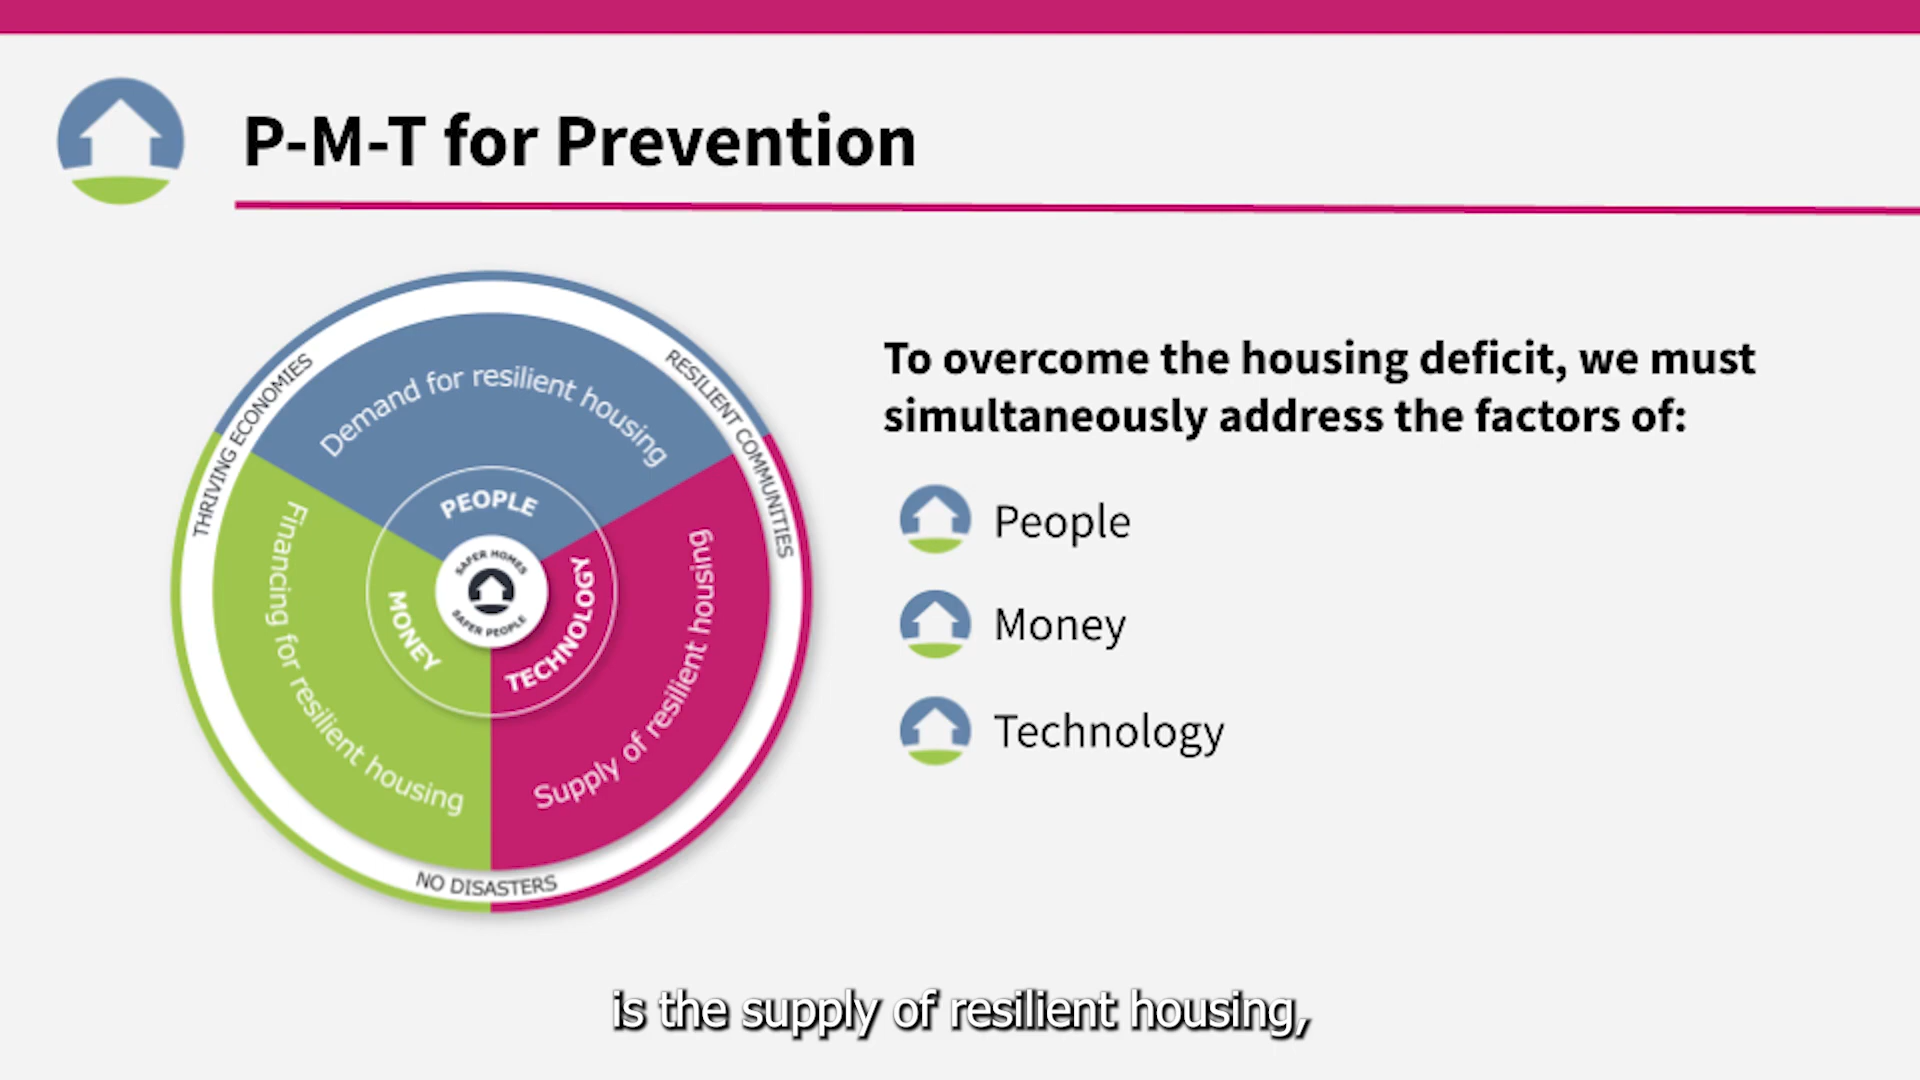 P-M-T for Prevention
THRIVING ECONOMIES
RESILIENT COMMUNITIES
NO DISASTERS
Demand for resilient housing
Financing for resilient housing
Supply of resilient housing
PEOPLE
MONEY
TECHNOLOGY
SAFER HOMES
SAFER PEOPLE
To overcome the housing deficit, we must
simultaneously address the factors of:
People
Money
Technology
is the supply of resilient housing,